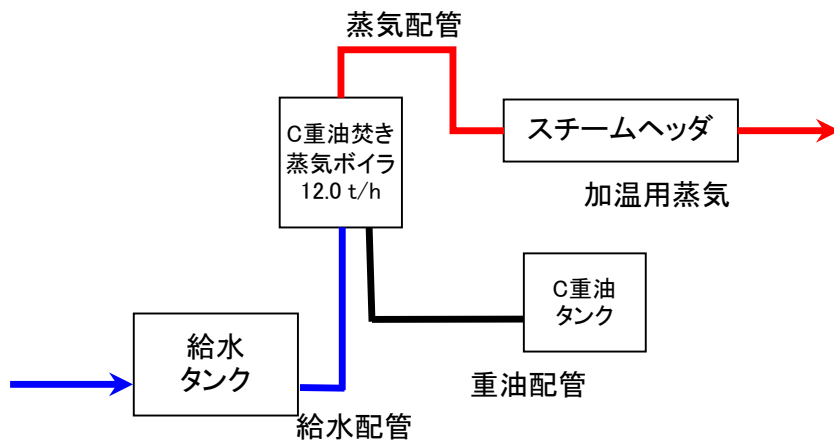 蒸気配管
C重油焚き
蒸気ボイラ
12.0 t/h
スチームヘッダ
加温用蒸気
C重油
タンク
給水
タンク
重油配管
給水配管